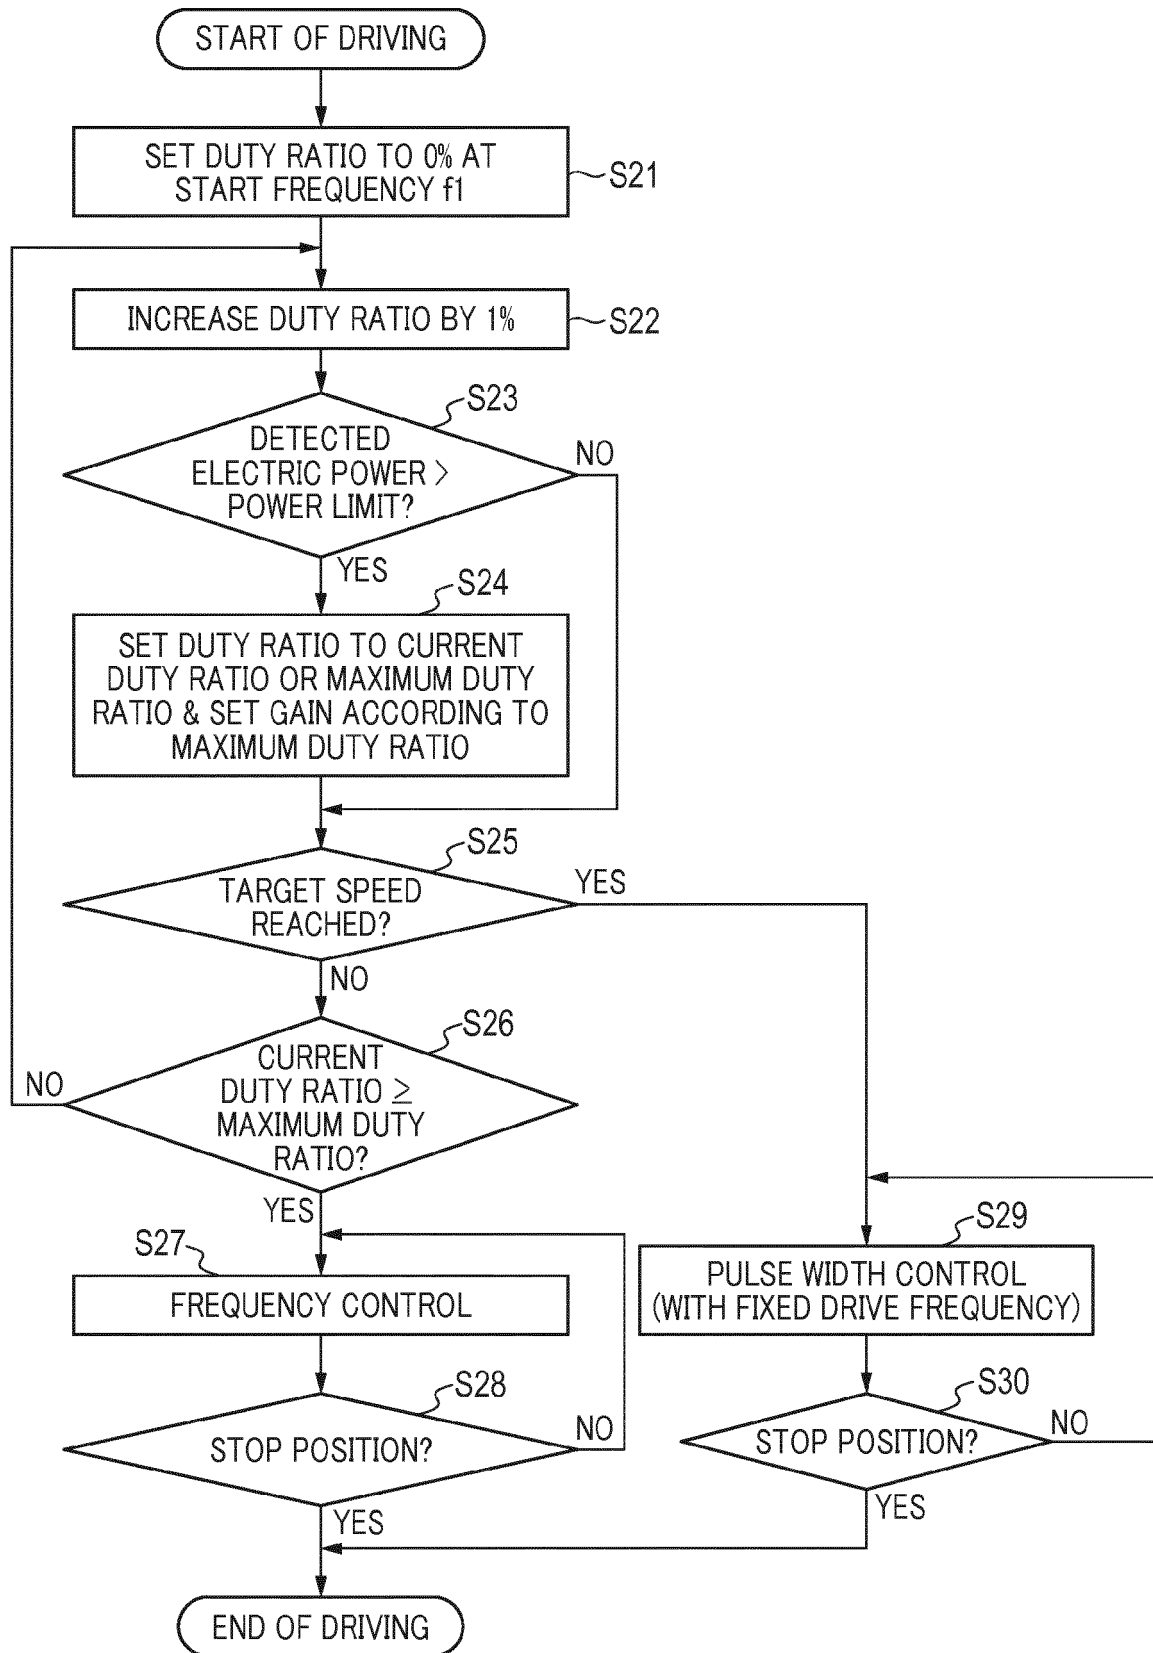 START OF DRIVING
SET DUTY RATIO TO 0% AT
START FREQUENCY f1
S21
INCREASE DUTY RATIO BY 1%
S22
S23
DETECTED
ELECTRIC POWER >
POWER LIMIT?
NO
YES
S24
SET DUTY RATIO TO CURRENT
DUTY RATIO OR MAXIMUM DUTY
RATIO & SET GAIN ACCORDING TO
MAXIMUM DUTY RATIO
S25
TARGET SPEED
REACHED?
YES
NO
S26
CURRENT
DUTY RATIO ≥
MAXIMUM DUTY
RATIO?
NO
YES
S27
FREQUENCY CONTROL
S28
STOP POSITION?
NO
YES
S29
PULSE WIDTH CONTROL
(WITH FIXED DRIVE FREQUENCY)
S30
STOP POSITION?
NO
YES
END OF DRIVING